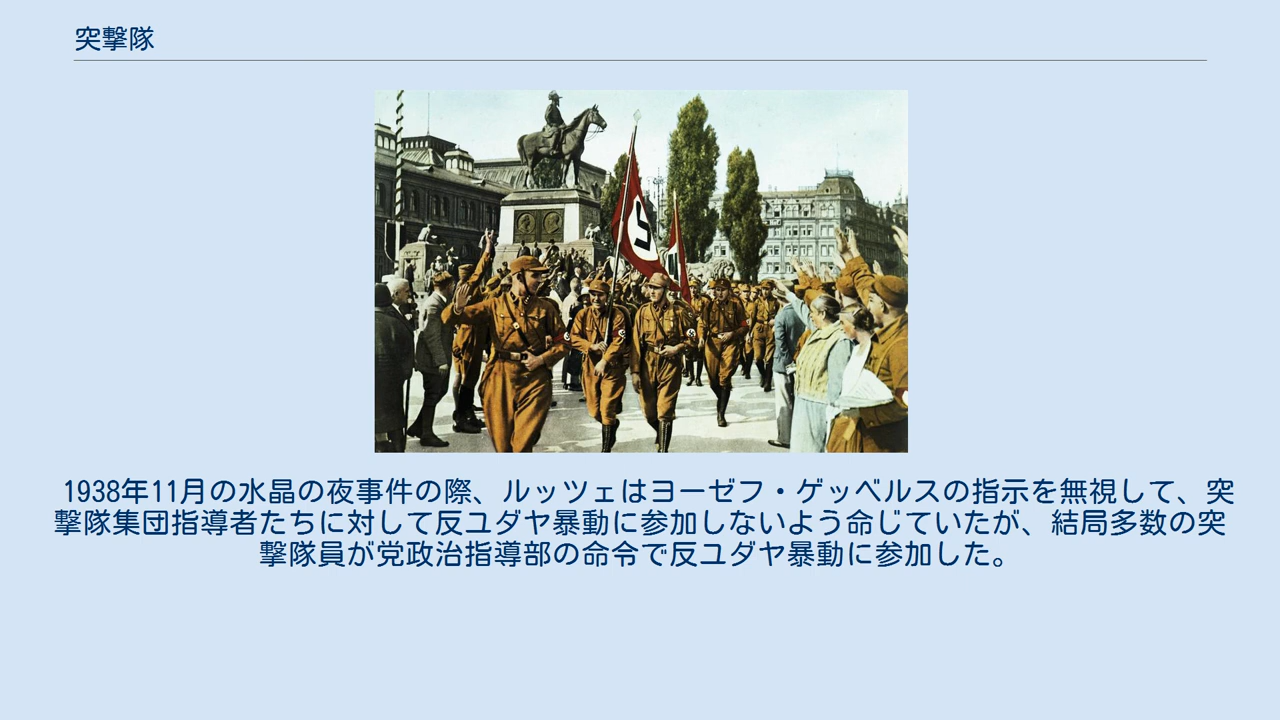 突撃隊
1938年11月の水晶の夜事件の際、ルッツェはヨーゼフ・ゲッベルスの指示を無視して、突
撃隊集団指導者たちに対して反ユダヤ暴動に参加しないよう命じていたが、結局多数の突
撃隊員が党政治指導部の命令で反ユダヤ暴動に参加した。